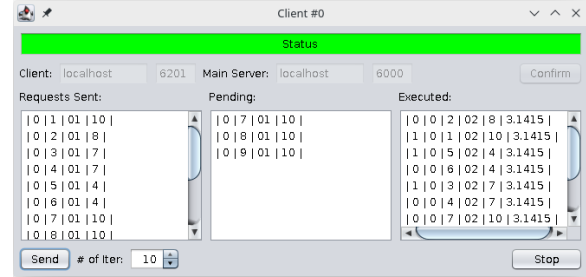 Client #0
Status
Client: localhost 6201 Main Server: localhost 6000 Confirm
Requests Sent: Pending: Executed:
| 0 | 1 | 01 | 10 | | 0 | 7 | 01 | 10 | | 0 | 0 | 2 | 02 | 8 | 3.1415 |
| 0 | 2 | 01 | 8 | | 0 | 8 | 01 | 10 | | 1 | 0 | 1 | 02 | 10 | 3.1415 |
| 0 | 3 | 01 | 7 | | 0 | 9 | 01 | 10 | | 1 | 0 | 5 | 02 | 4 | 3.1415 |
| 0 | 4 | 01 | 7 | | 0 | 0 | 6 | 02 | 4 | 3.1415 |
| 0 | 5 | 01 | 4 | | 1 | 0 | 3 | 02 | 7 | 3.1415 |
| 0 | 6 | 01 | 4 | | 0 | 0 | 4 | 02 | 7 | 3.1415 |
| 0 | 7 | 01 | 10 | | 0 | 0 | 7 | 02 | 10 | 3.1415 |
| 0 | 8 | 01 | 10 |
Send # of Iter: 10 Stop